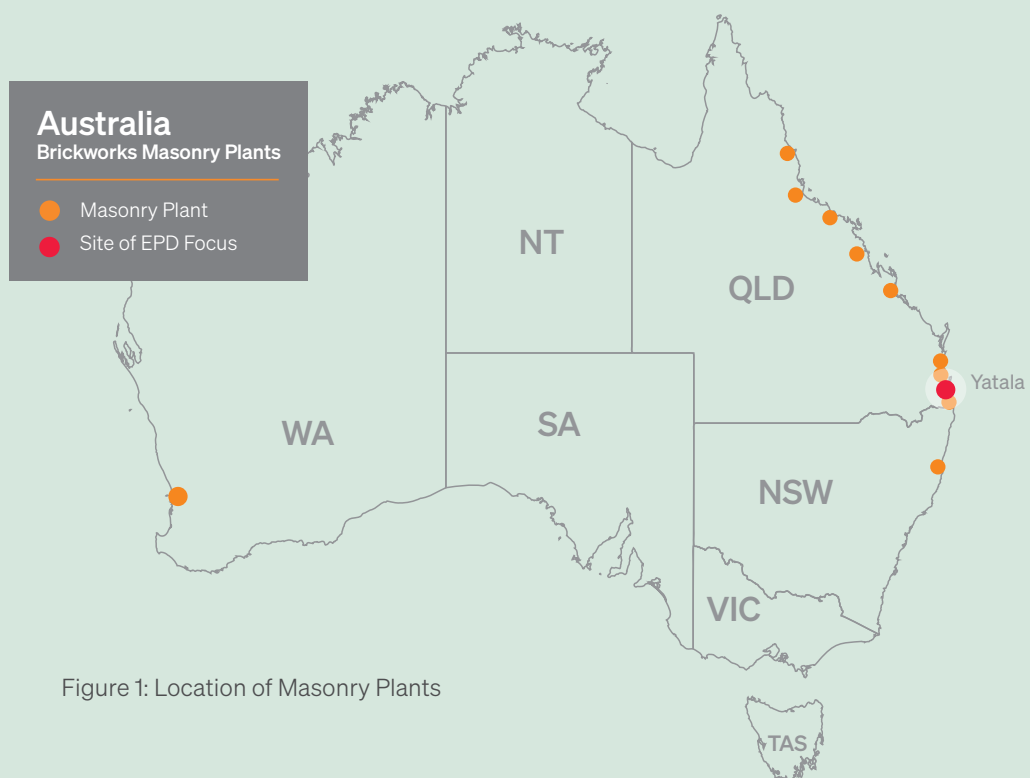 Australia
Brickworks Masonry Plants
Masonry Plant
Site of EPD Focus
NT
QLD
Yatala
WA
SA
NSW
VIC
Figure 1: Location of Masonry Plants
TAS